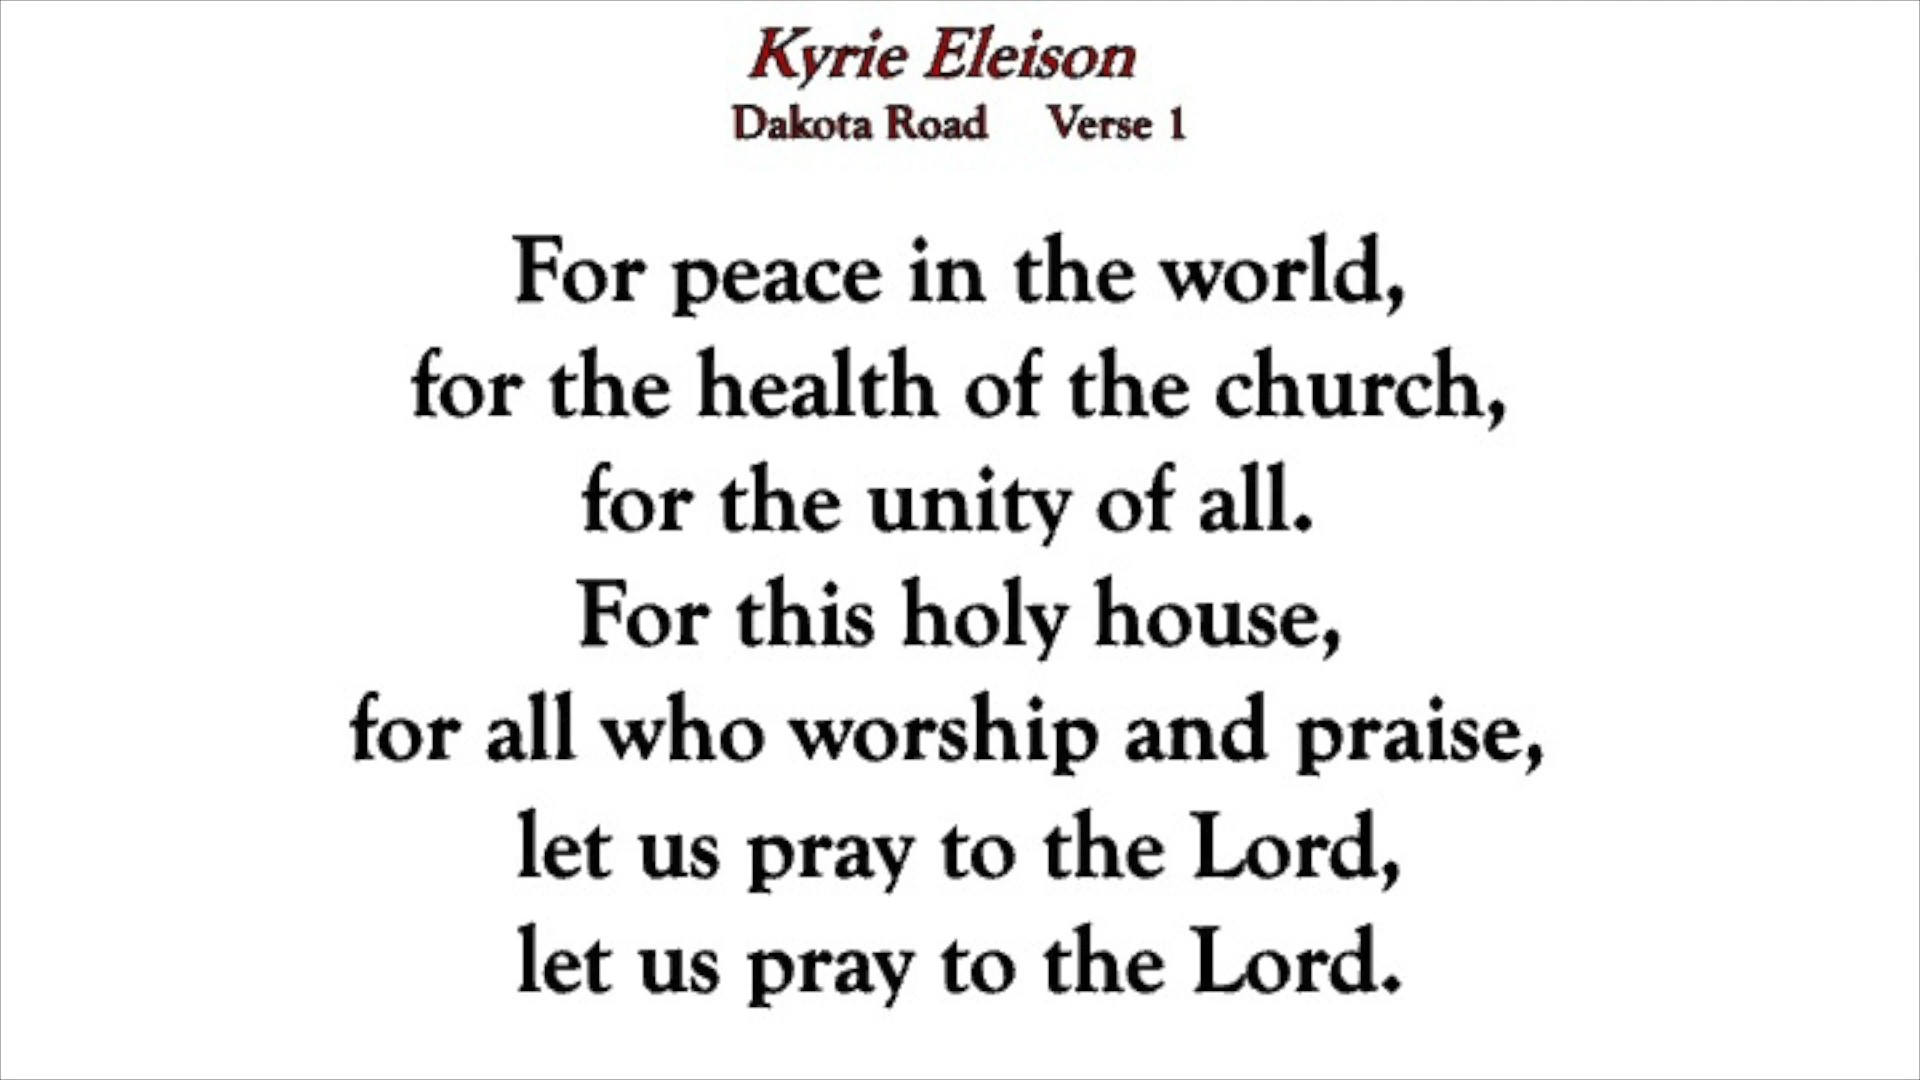 Kyrie Eleison
Dakota Road Verse 1
For peace in the world,
for the health of the church,
for the unity of all.
For this holy house,
for all who worship and praise,
let us pray to the Lord,
let us pray to the Lord.